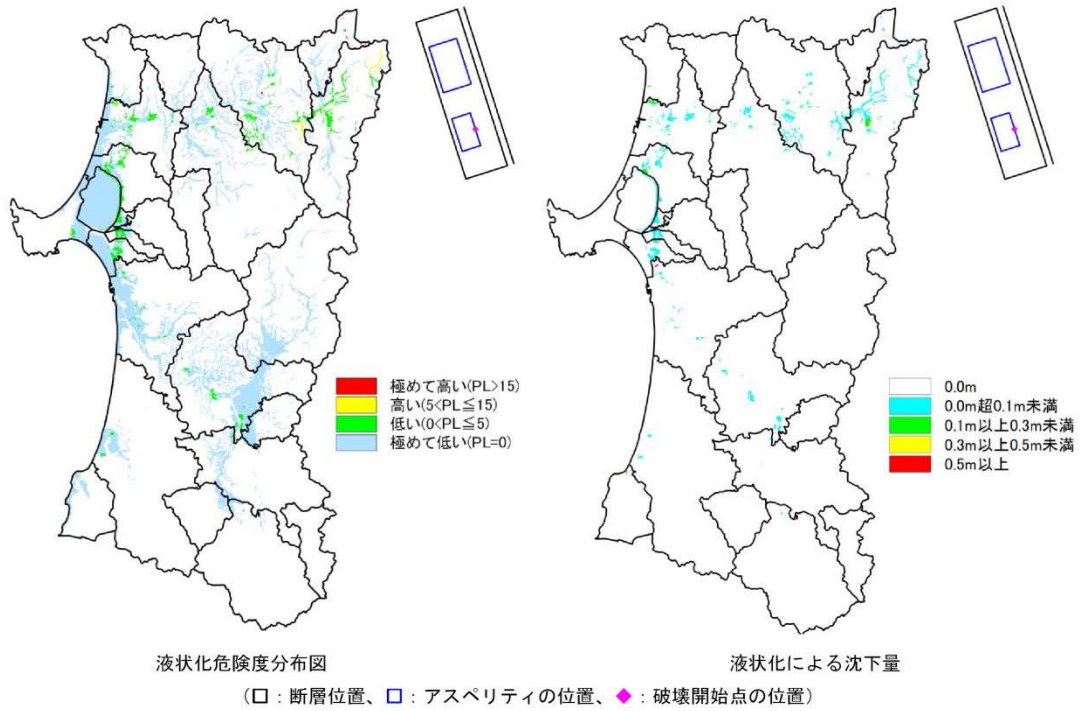 極めて高い(PL>15)
高い(5<PL≦15)
低い(0<PL≦5)
極めて低い(PL=0)
0.0m
0.0m超0.1m未満
0.1m以上0.3m未満
0.3m以上0.5m未満
0.5m以上
液状化危険度分布図
液状化による沈下量
(□：断層位置、□：アスペリティの位置、◆：破壊開始点の位置)